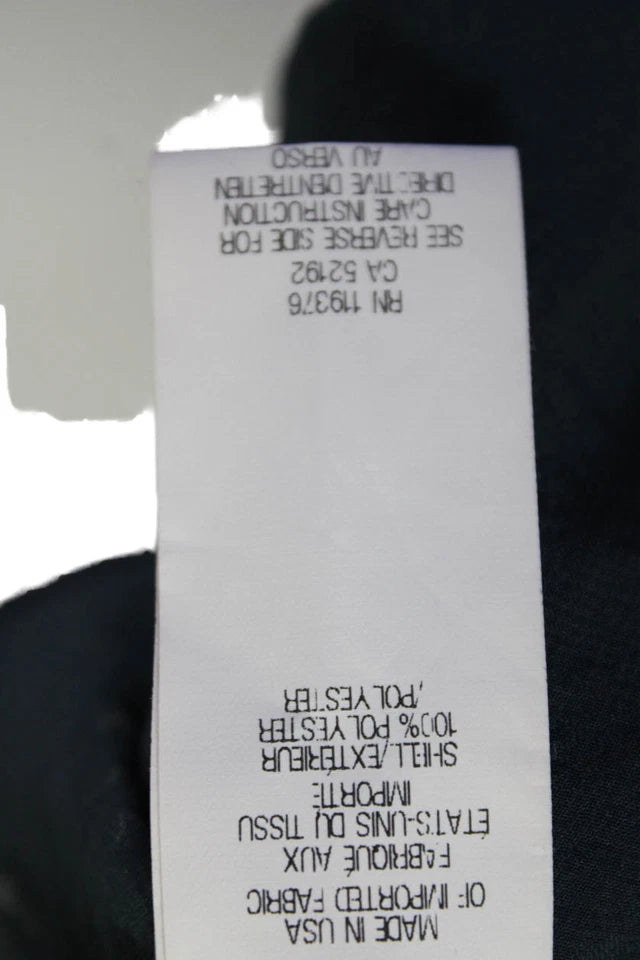 MADE IN USA
OF IMPORTED FABRIC
FABRIQUÉ AUX
ÉTATS-UNIS DU TISSU
IMPORTE
SHELL/EXTÉRIEUR
100% POLYESTER
/POLYESTER
RN 119376
CA 52192
SEE REVERSE SIDE FOR
CARE INSTRUCTION
DIRECTIVE D'ENTRETIEN
AU VERSO